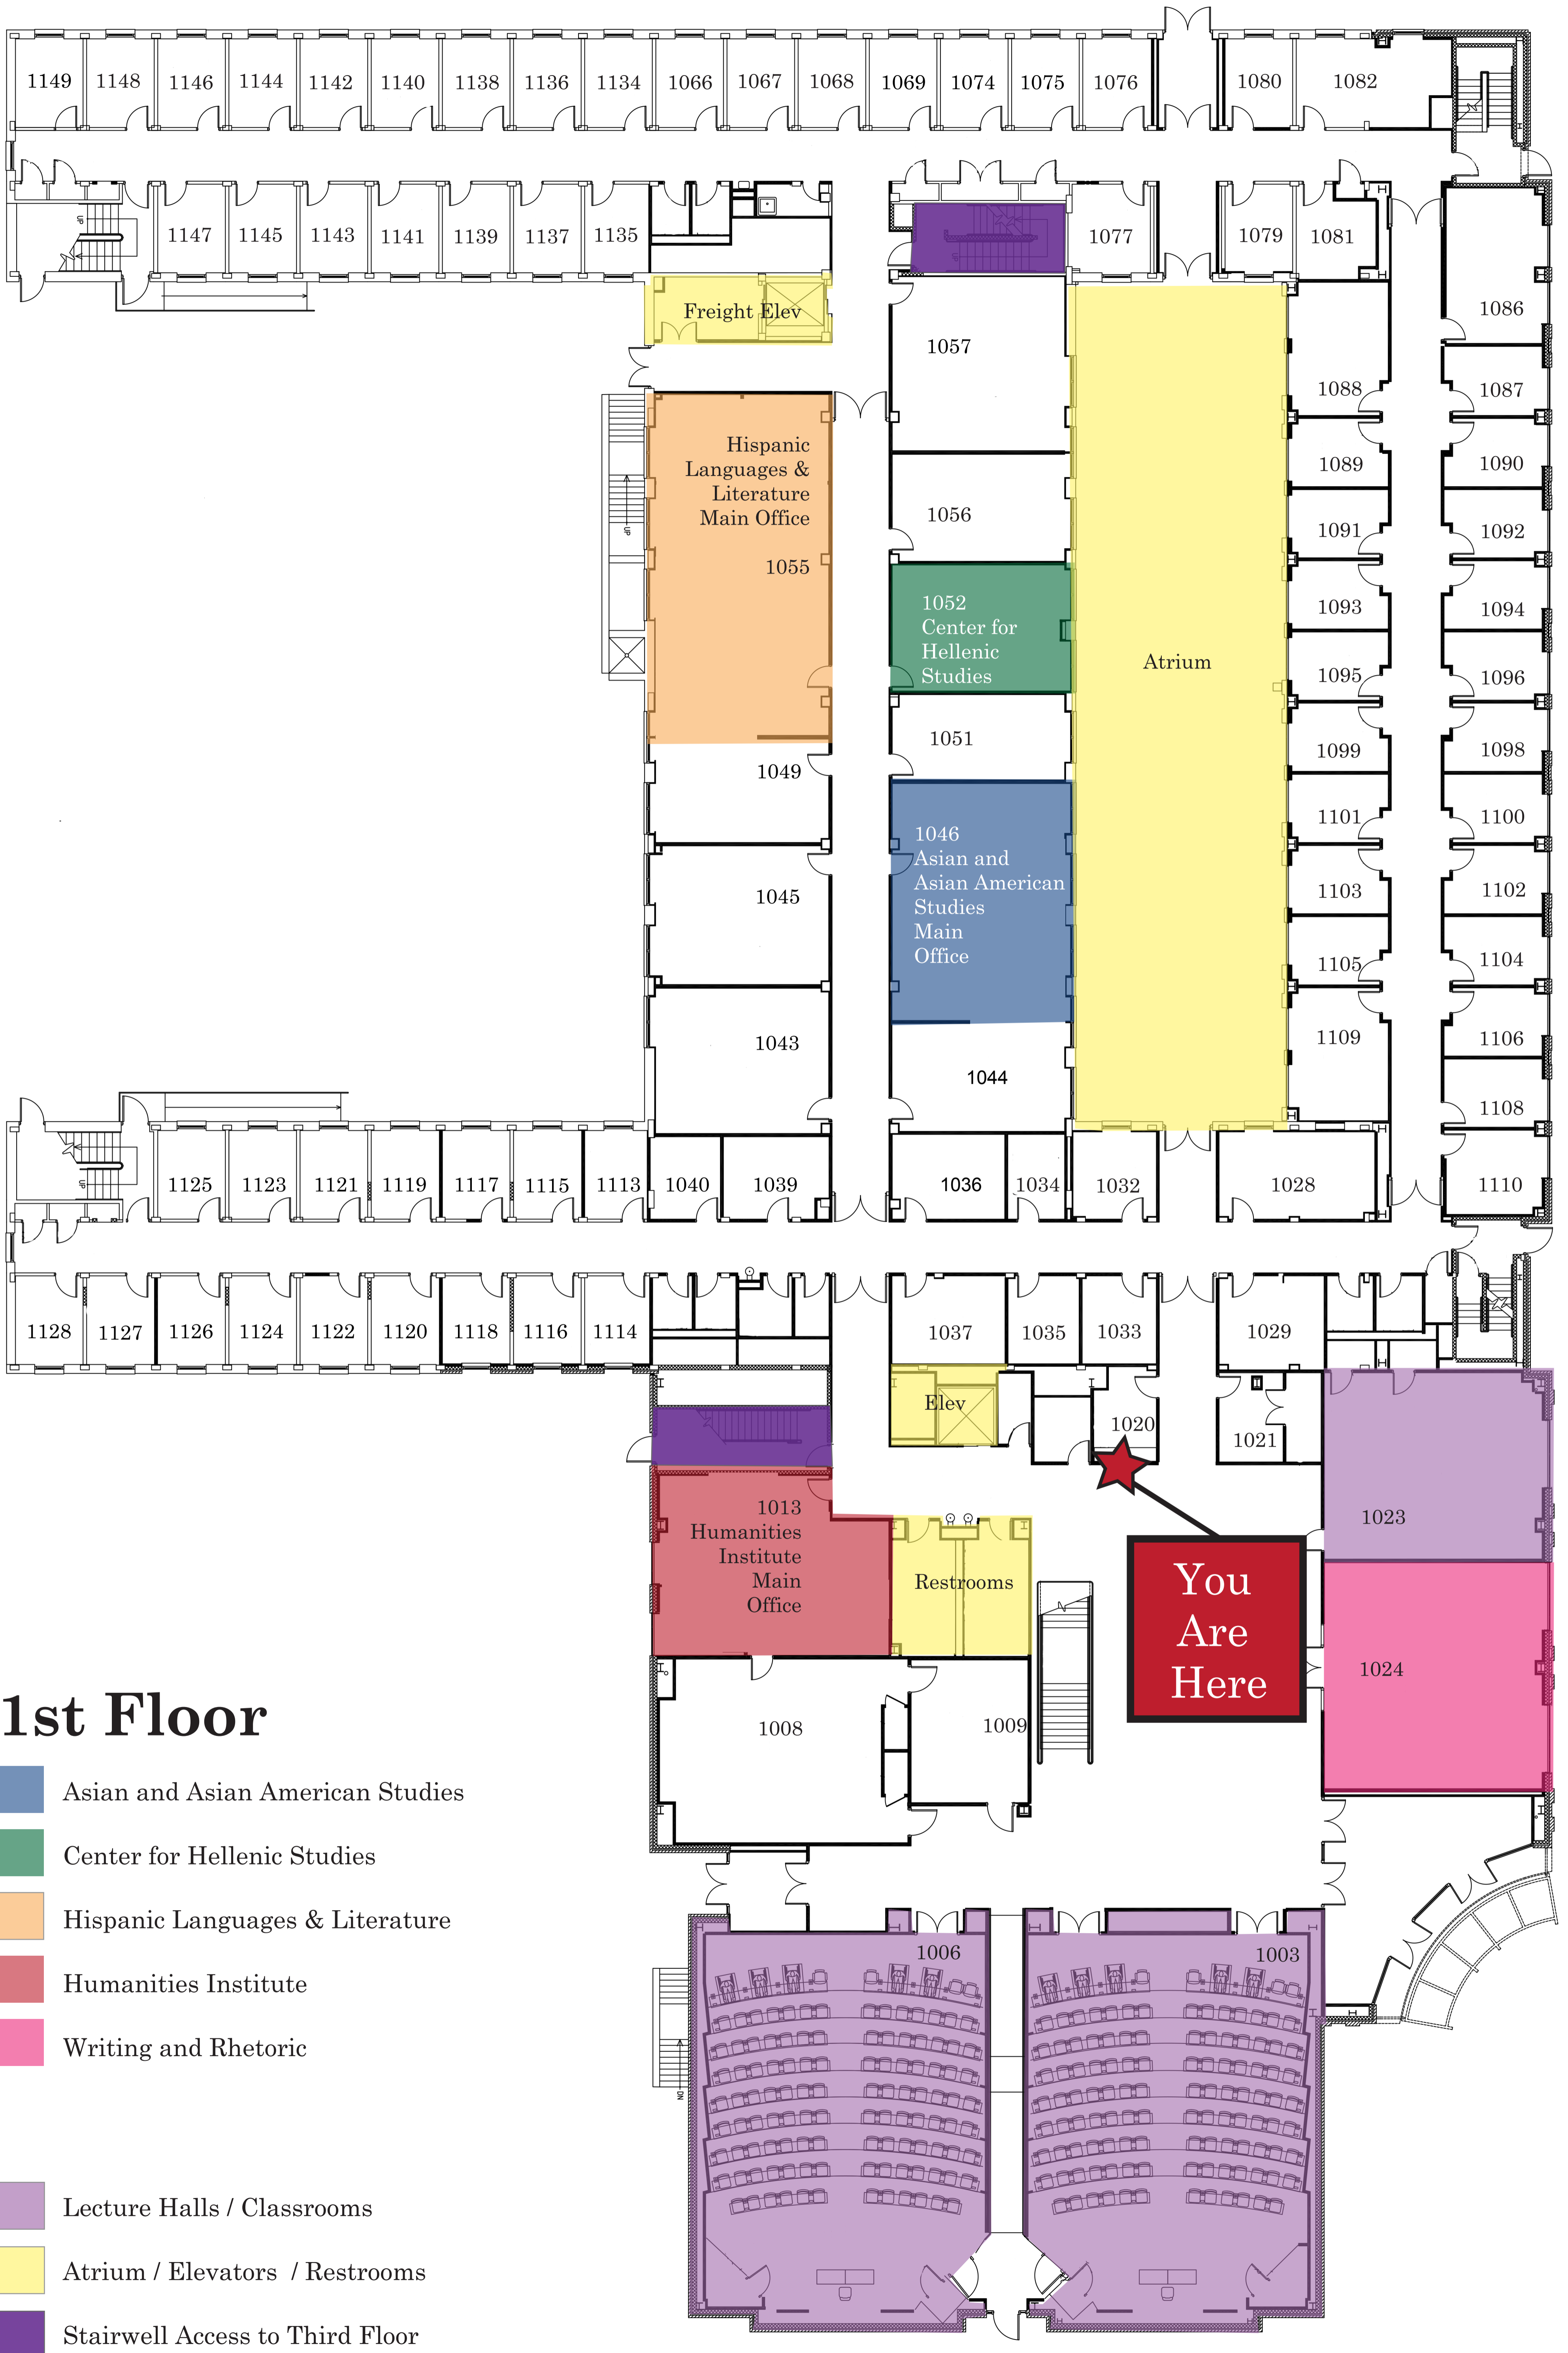 1149 1148 1146 1144 1142 1140 1138 1136 1134 1066 1067 1068 1069 1074 1075 1076 1080 1082
UP
1147 1145 1143 1141 1139 1137 1135 1077 1079 1081
1086
Freight Elev
1057
1088 1087
Hispanic
Languages &
Literature
Main Office
1055
UP
1056
1089 1090
1091 1092
1052
Center for
Hellenic
Studies
1093 1094
Atrium
1095 1096
1051
1049
1099 1098
1101 1100
1046
Asian and
Asian American
Studies
Main
Office
1045
1103 1102
1105 1104
1043
1044
1109 1106
1108
UP
1125 1123 1121 1119 1117 1115 1113 1040 1039 1036 1034 1032 1028 1110
1128 1127 1126 1124 1122 1120 1118 1116 1114 1037 1035 1033 1029
Elev
1020 1021
1013
Humanities
Institute
Main
Office
Restrooms
1023
You
Are
Here
1024
1008 1009
1006 1003
DN
1st Floor
Asian and Asian American Studies
Center for Hellenic Studies
Hispanic Languages & Literature
Humanities Institute
Writing and Rhetoric
Lecture Halls / Classrooms
Atrium / Elevators / Restrooms
Stairwell Access to Third Floor